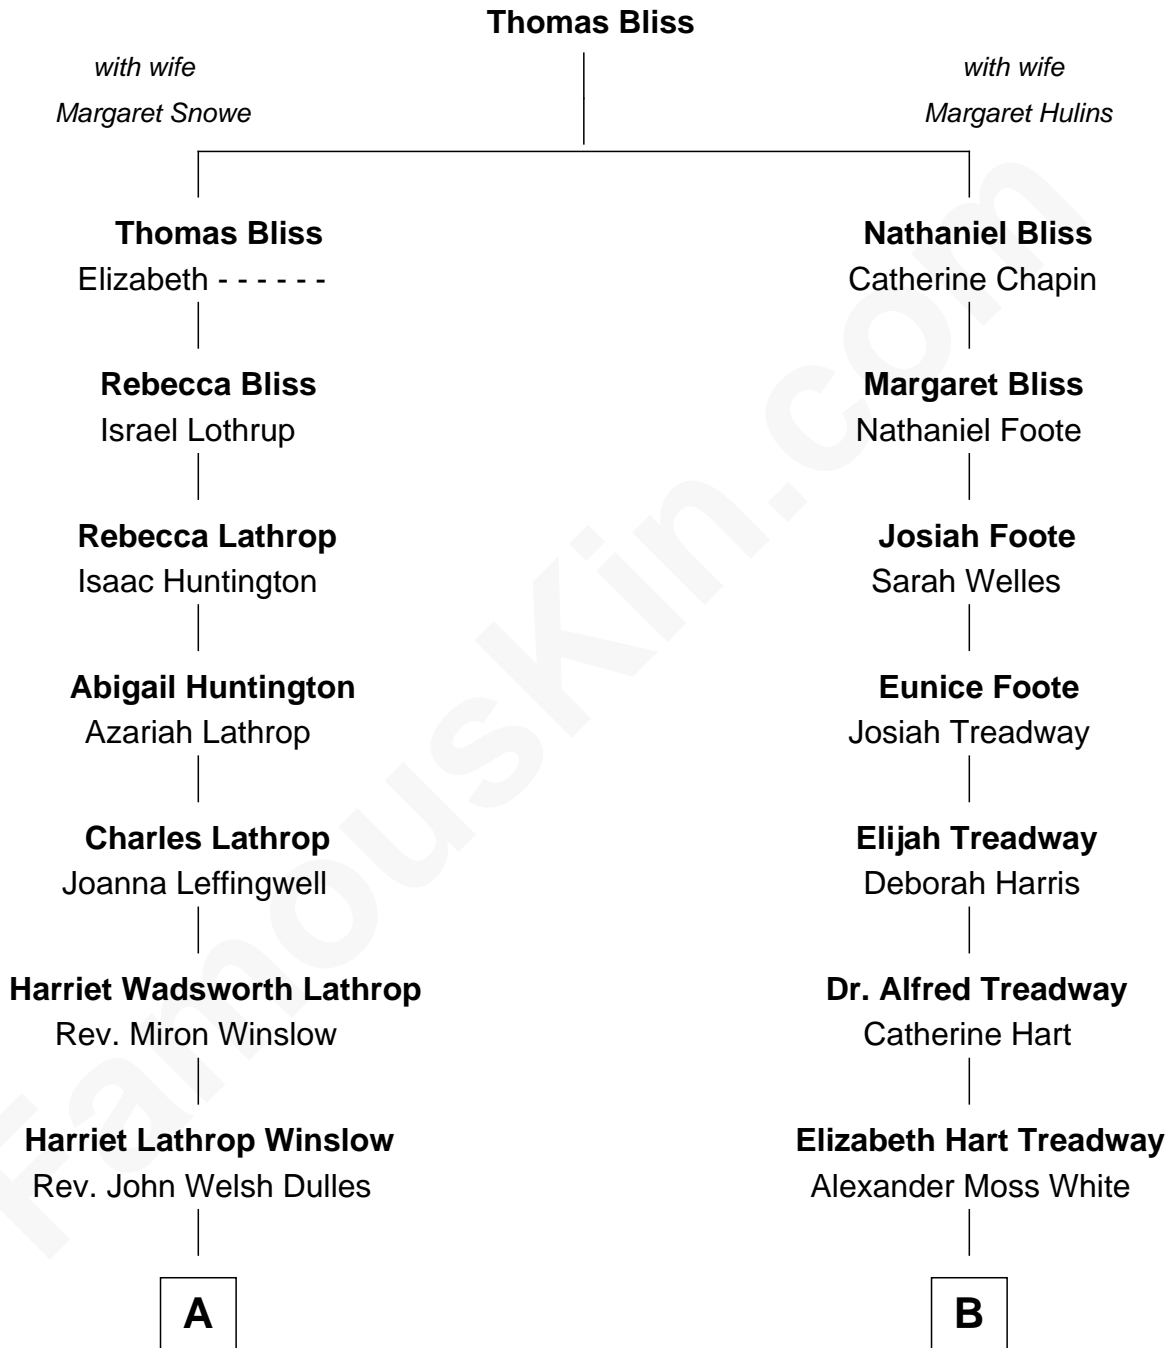 Thomas Bliss
with wife
Margaret Snowe
with wife
Margaret Hulins
Thomas Bliss
Elizabeth - - - - - -
Nathaniel Bliss
Catherine Chapin
Rebecca Bliss
Israel Lothrup
Margaret Bliss
Nathaniel Foote
Rebecca Lathrop
Isaac Huntington
Josiah Foote
Sarah Welles
Abigail Huntington
Azariah Lathrop
Eunice Foote
Josiah Treadway
Charles Lathrop
Joanna Leffingwell
Elijah Treadway
Deborah Harris
Harriet Wadsworth Lathrop
Rev. Miron Winslow
Dr. Alfred Treadway
Catherine Hart
Harriet Lathrop Winslow
Rev. John Welsh Dulles
Elizabeth Hart Treadway
Alexander Moss White
A
B
FamousKin.com